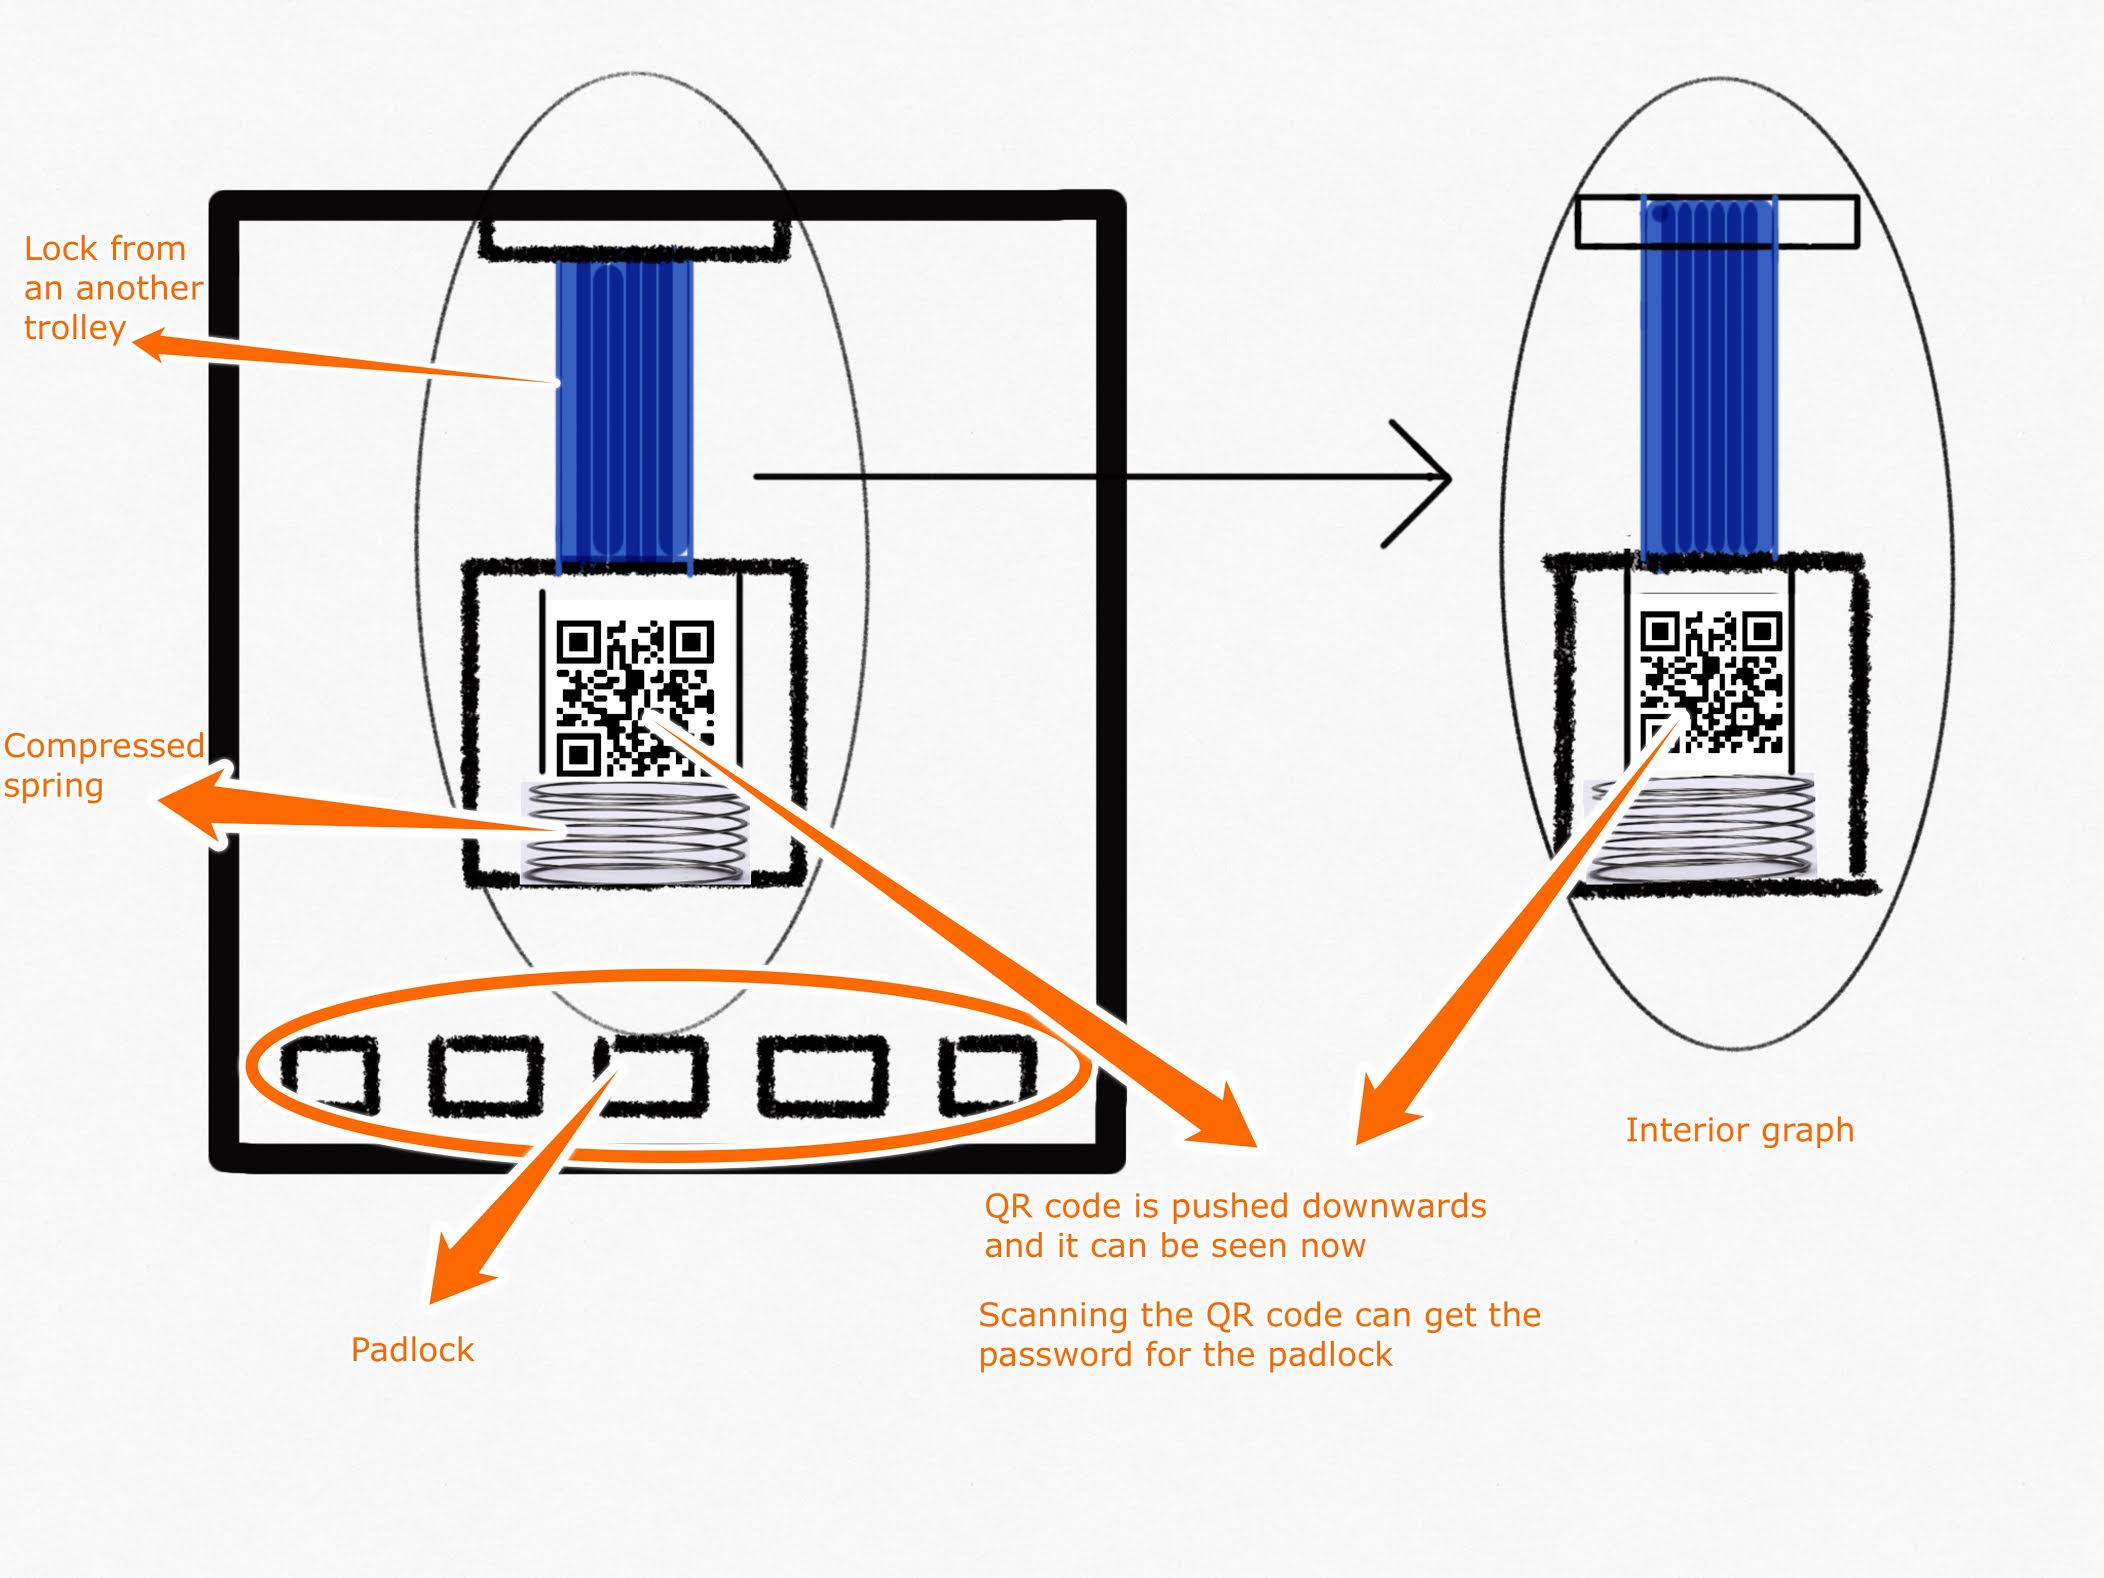 Lock from
an another
trolley
Compressed
spring
Interior graph
QR code is pushed downwards
and it can be seen now
Scanning the QR code can get the
password for the padlock
Padlock